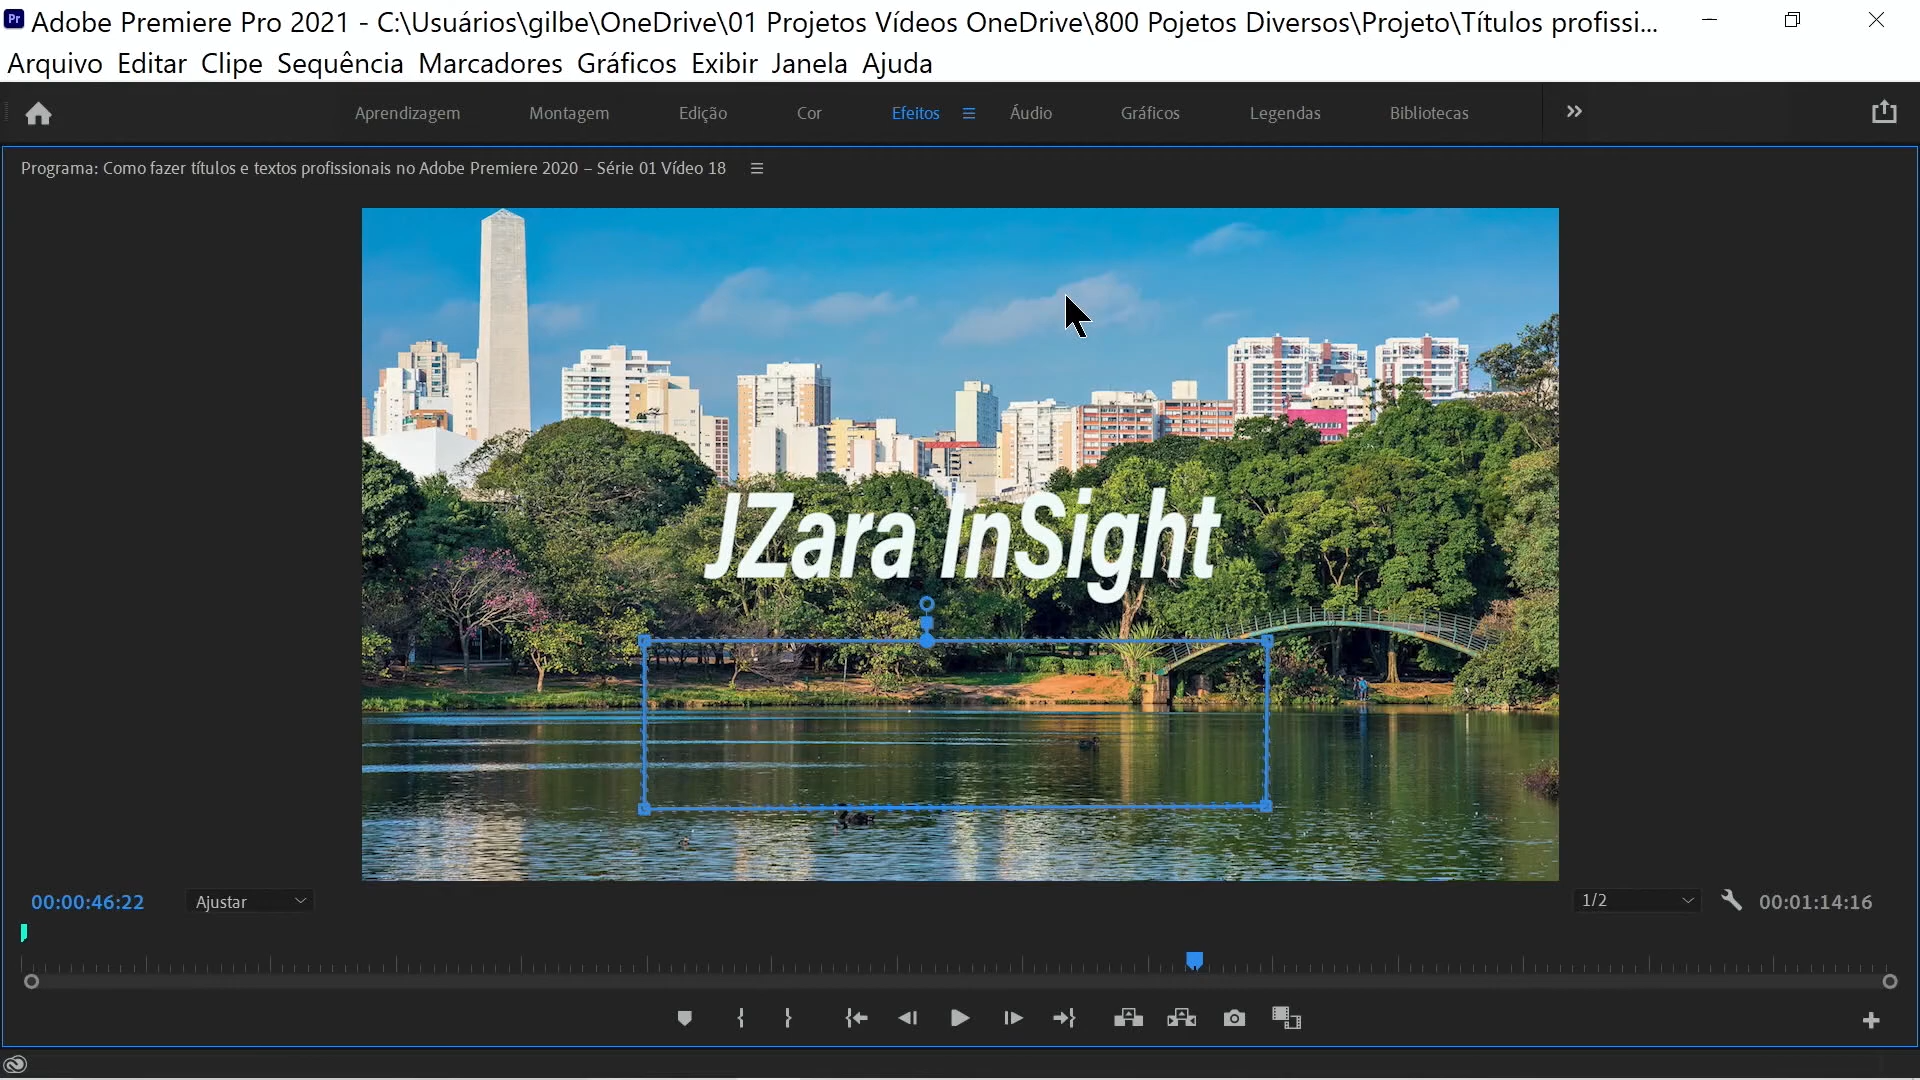 Pr Adobe Premiere Pro 2021 - C:\Usuários\gilbe\OneDrive\01 Projetos Vídeos OneDrive\800 Pojetos Diversos\Projeto\Títulos profissi...
Arquivo Editar Clipe Sequência Marcadores Gráficos Exibir Janela Ajuda
Aprendizagem Montagem Edição Cor Efeitos Áudio Gráficos Legendas Bibliotecas
Programa: Como fazer títulos e textos profissionais no Adobe Premiere 2020 – Série 01 Vídeo 18
JZara InSight
00:00:46:22 Ajustar 1/2 00:01:14:16